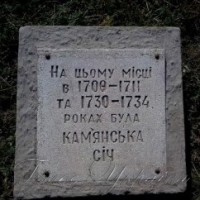 На цьому місці
в 1709-1711
та 1730-1734
роках була
Кам'янська
Січ